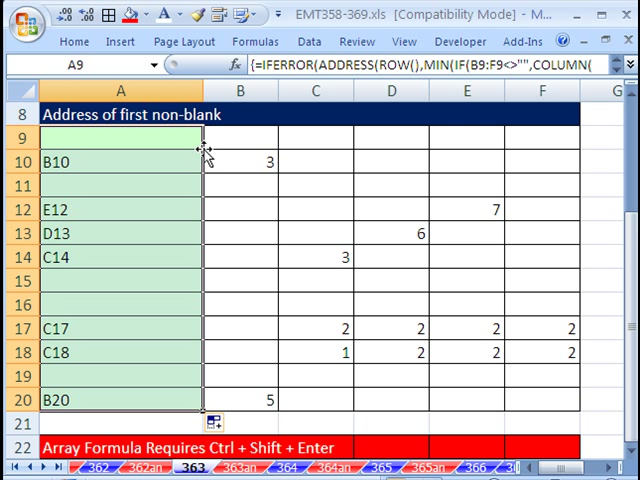 EMT358-369.xls [Compatibility Mode] - M...
Home Insert Page Layout Formulas Data Review View Developer Add-Ins
A9 fx {=IFERROR(ADDRESS(ROW(),MIN(IF(B9:F9<>"",COLUMN(
A B C D E F G
8 Address of first non-blank
9
10 B10 3
11
12 E12 7
13 D13 6
14 C14 3
15
16
17 C17 2 2 2 2
18 C18 1 2 2 2
19
20 B20 5
21
22 Array Formula Requires Ctrl + Shift + Enter
362 362an 363 363an 364 364an 365 365an 366